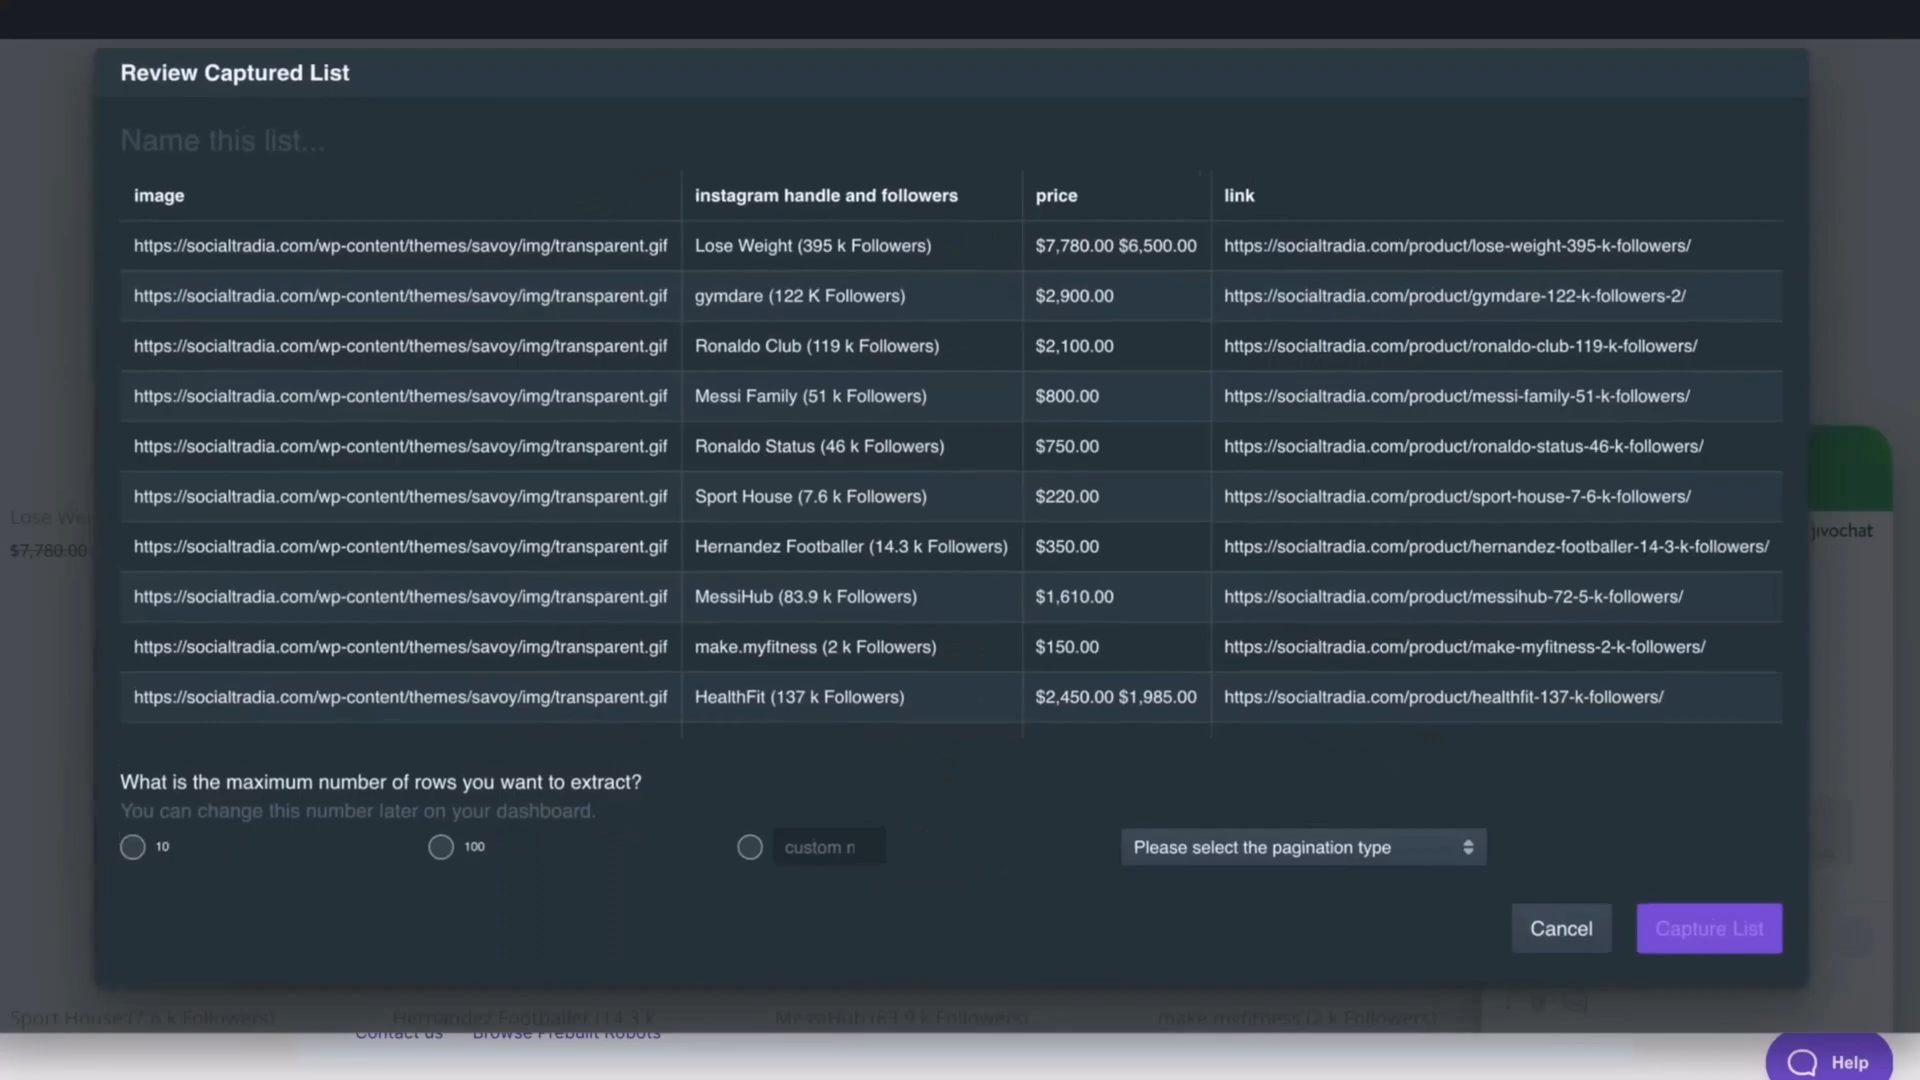 Review Captured List
Name this list...
image instagram handle and followers price link
https://socialtradia.com/wp-content/themes/savoy/img/transparent.gif Lose Weight (395 k Followers) $7,780.00 $6,500.00 https://socialtradia.com/product/lose-weight-395-k-followers/
https://socialtradia.com/wp-content/themes/savoy/img/transparent.gif gymdare (122 K Followers) $2,900.00 https://socialtradia.com/product/gymdare-122-k-followers-2/
https://socialtradia.com/wp-content/themes/savoy/img/transparent.gif Ronaldo Club (119 k Followers) $2,100.00 https://socialtradia.com/product/ronaldo-club-119-k-followers/
https://socialtradia.com/wp-content/themes/savoy/img/transparent.gif Messi Family (51 k Followers) $800.00 https://socialtradia.com/product/messi-family-51-k-followers/
https://socialtradia.com/wp-content/themes/savoy/img/transparent.gif Ronaldo Status (46 k Followers) $750.00 https://socialtradia.com/product/ronaldo-status-46-k-followers/
https://socialtradia.com/wp-content/themes/savoy/img/transparent.gif Sport House (7.6 k Followers) $220.00 https://socialtradia.com/product/sport-house-7-6-k-followers/
Lose Wei
$7,780.00
jivochat
https://socialtradia.com/wp-content/themes/savoy/img/transparent.gif Hernandez Footballer (14.3 k Followers) $350.00 https://socialtradia.com/product/hernandez-footballer-14-3-k-followers/
https://socialtradia.com/wp-content/themes/savoy/img/transparent.gif MessiHub (83.9 k Followers) $1,610.00 https://socialtradia.com/product/messihub-72-5-k-followers/
https://socialtradia.com/wp-content/themes/savoy/img/transparent.gif make.myfitness (2 k Followers) $150.00 https://socialtradia.com/product/make-myfitness-2-k-followers/
https://socialtradia.com/wp-content/themes/savoy/img/transparent.gif HealthFit (137 k Followers) $2,450.00 $1,985.00 https://socialtradia.com/product/healthfit-137-k-followers/
What is the maximum number of rows you want to extract?
You can change this number later on your dashboard.
10 100 custom n Please select the pagination type
Cancel Capture List
Sport House (7.6 k Followers) Hernandez Footballer (14.3 k MessiHub (83.9 k Followers) make.myfitness (2 k Followers)
Contact us Browse Prebuilt Robots
Help